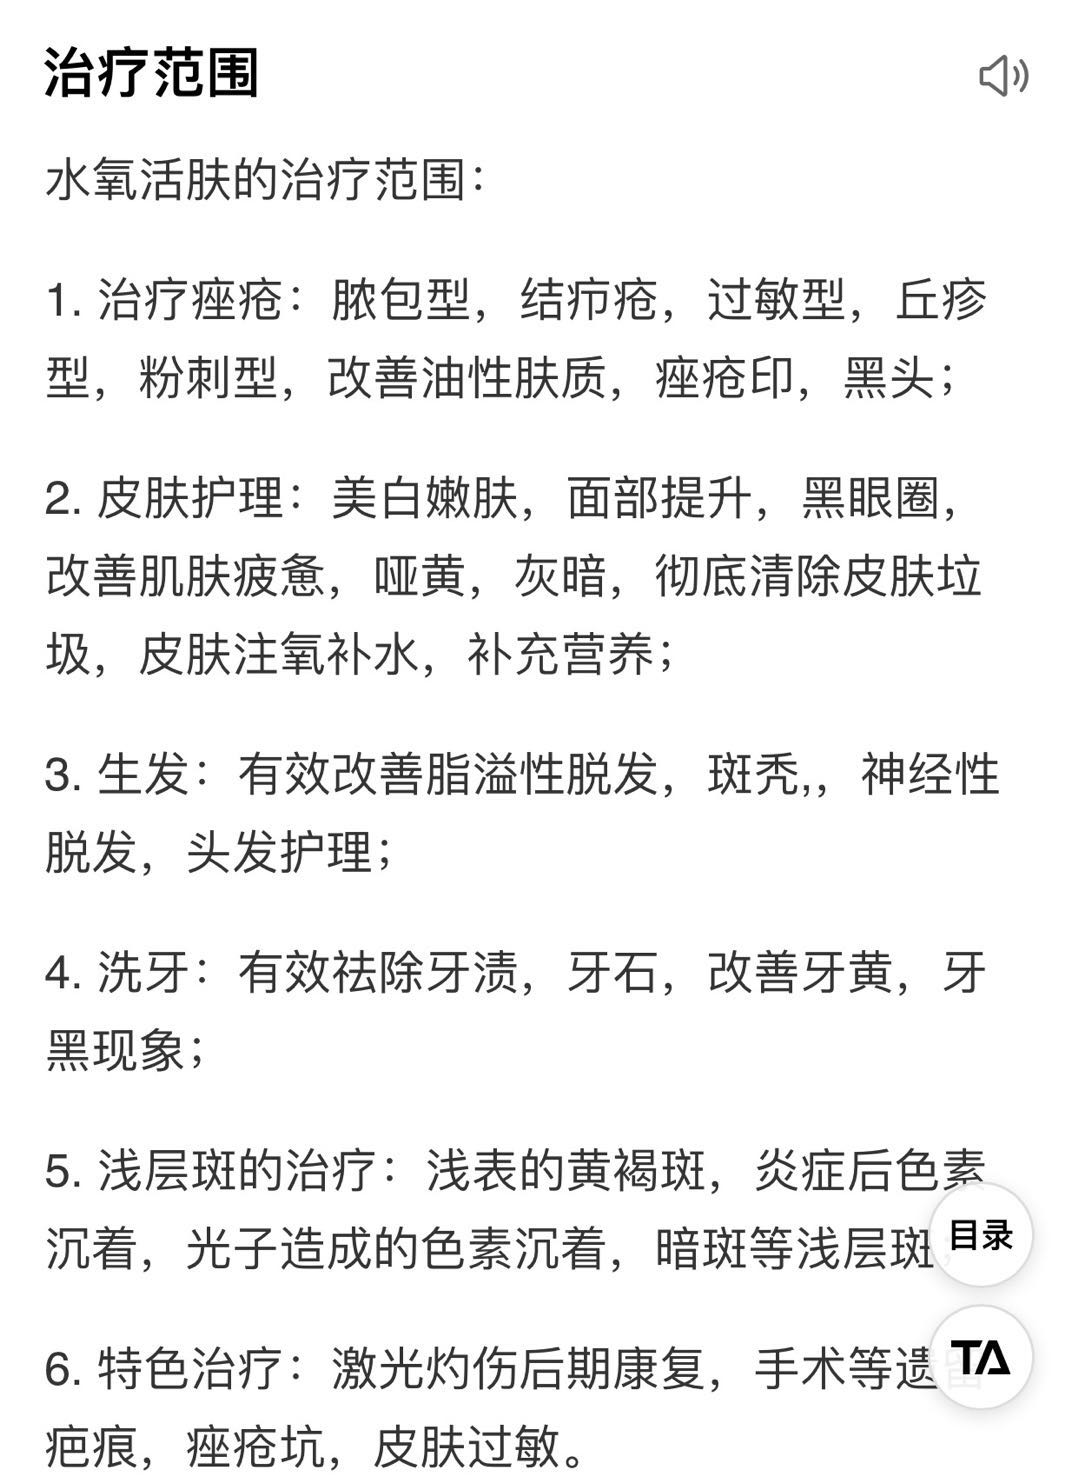 治疗范围
水氧活肤的治疗范围：
1. 治疗痤疮：脓包型，结疖疮，过敏型，丘疹
型，粉刺型，改善油性肤质，痤疮印，黑头；
2. 皮肤护理：美白嫩肤，面部提升，黑眼圈，
改善肌肤疲惫，哑黄，灰暗，彻底清除皮肤垃
圾，皮肤注氧补水，补充营养；
3. 生发：有效改善脂溢性脱发，斑秃,，神经性
脱发，头发护理；
4. 洗牙：有效祛除牙渍，牙石，改善牙黄，牙
黑现象；
5. 浅层斑的治疗：浅表的黄褐斑，炎症后色素
沉着，光子造成的色素沉着，暗斑等浅层斑；
目录
6. 特色治疗：激光灼伤后期康复，手术等遗留
TA
疤痕，痤疮坑，皮肤过敏。